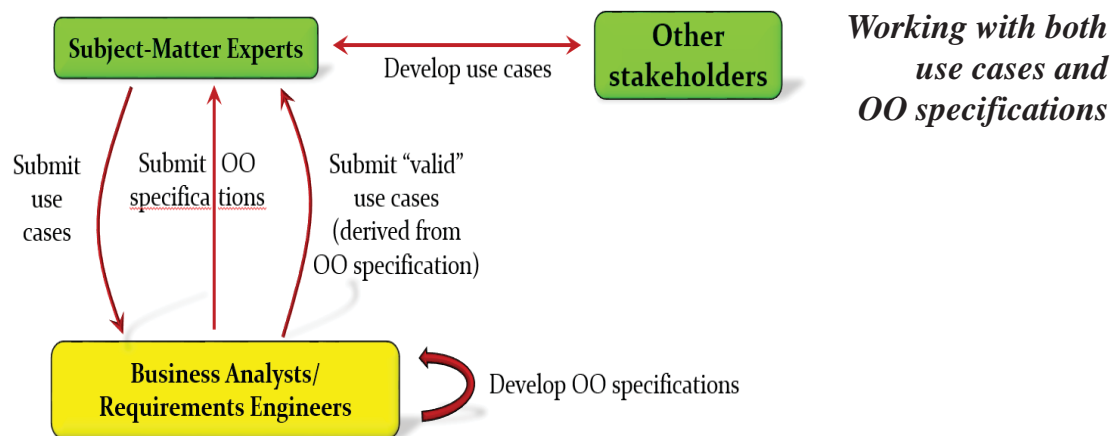 Subject-Matter Experts
Other
stakeholders
Develop use cases
Working with both
use cases and
OO specifications
Submit
use
cases
Submit OO
specifications
Submit “valid”
use cases
(derived from
OO specification)
Business Analysts/
Requirements Engineers
Develop OO specifications